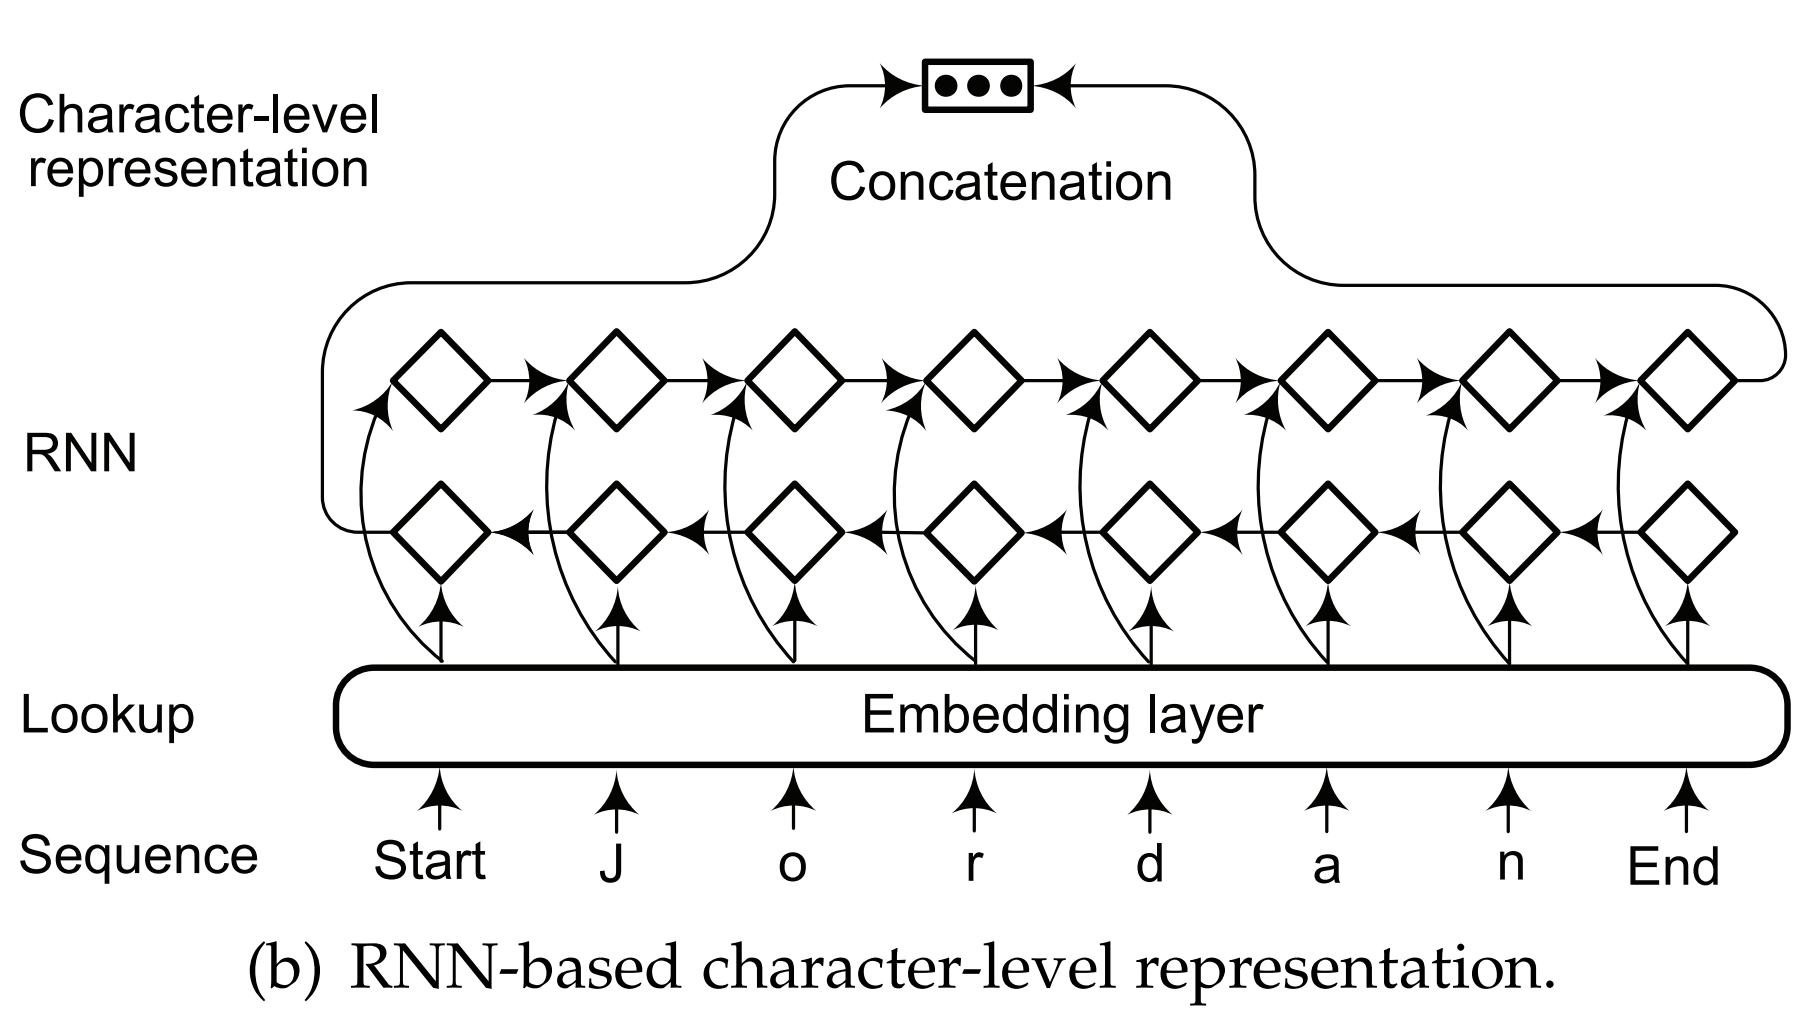 Character-level
representation
Concatenation
RNN
Lookup
Embedding layer
Sequence Start J o r d a n End
(b) RNN-based character-level representation.